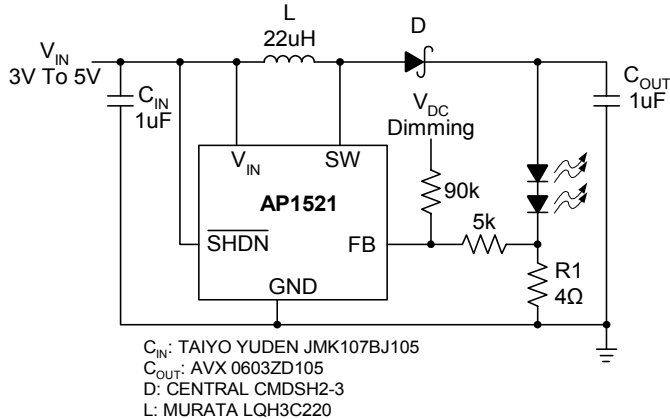 L
22uH
D
VIN
3V To 5V
CIN
1uF
COUT
1uF
VDC
Dimming
VIN
SW
AP1521
90k
5k
SHDN
FB
GND
R1
4Ω
CIN: TAIYO YUDEN JMK107BJ105
COUT: AVX 0603ZD105
D: CENTRAL CMDSH2-3
L: MURATA LQH3C220